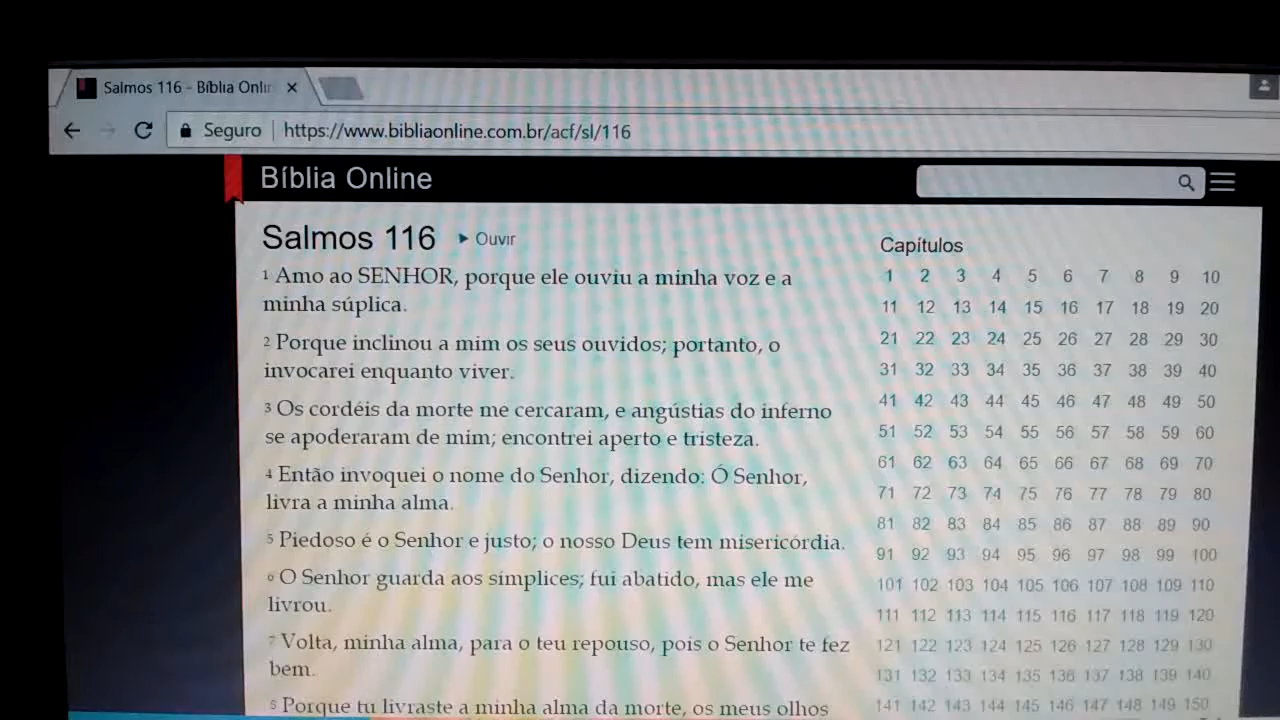 Salmos 116 - Bíblia Onlin
Seguro | https://www.bibliaonline.com.br/acf/sl/116
Bíblia Online
Salmos 116 Ouvir
1 Amo ao SENHOR, porque ele ouviu a minha voz e a
minha súplica.
2 Porque inclinou a mim os seus ouvidos; portanto, o
invocarei enquanto viver.
3 Os cordéis da morte me cercaram, e angústias do inferno
se apoderaram de mim; encontrei aperto e tristeza.
4 Então invoquei o nome do Senhor, dizendo: Ó Senhor,
livra a minha alma.
5 Piedoso é o Senhor e justo; o nosso Deus tem misericórdia.
6 O Senhor guarda aos símplices; fui abatido, mas ele me
livrou.
7 Volta, minha alma, para o teu repouso, pois o Senhor te fez
bem.
8 Porque tu livraste a minha alma da morte, os meus olhos
Capítulos
1 2 3 4 5 6 7 8 9 10
11 12 13 14 15 16 17 18 19 20
21 22 23 24 25 26 27 28 29 30
31 32 33 34 35 36 37 38 39 40
41 42 43 44 45 46 47 48 49 50
51 52 53 54 55 56 57 58 59 60
61 62 63 64 65 66 67 68 69 70
71 72 73 74 75 76 77 78 79 80
81 82 83 84 85 86 87 88 89 90
91 92 93 94 95 96 97 98 99 100
101 102 103 104 105 106 107 108 109 110
111 112 113 114 115 116 117 118 119 120
121 122 123 124 125 126 127 128 129 130
131 132 133 134 135 136 137 138 139 140
141 142 143 144 145 146 147 148 149 150